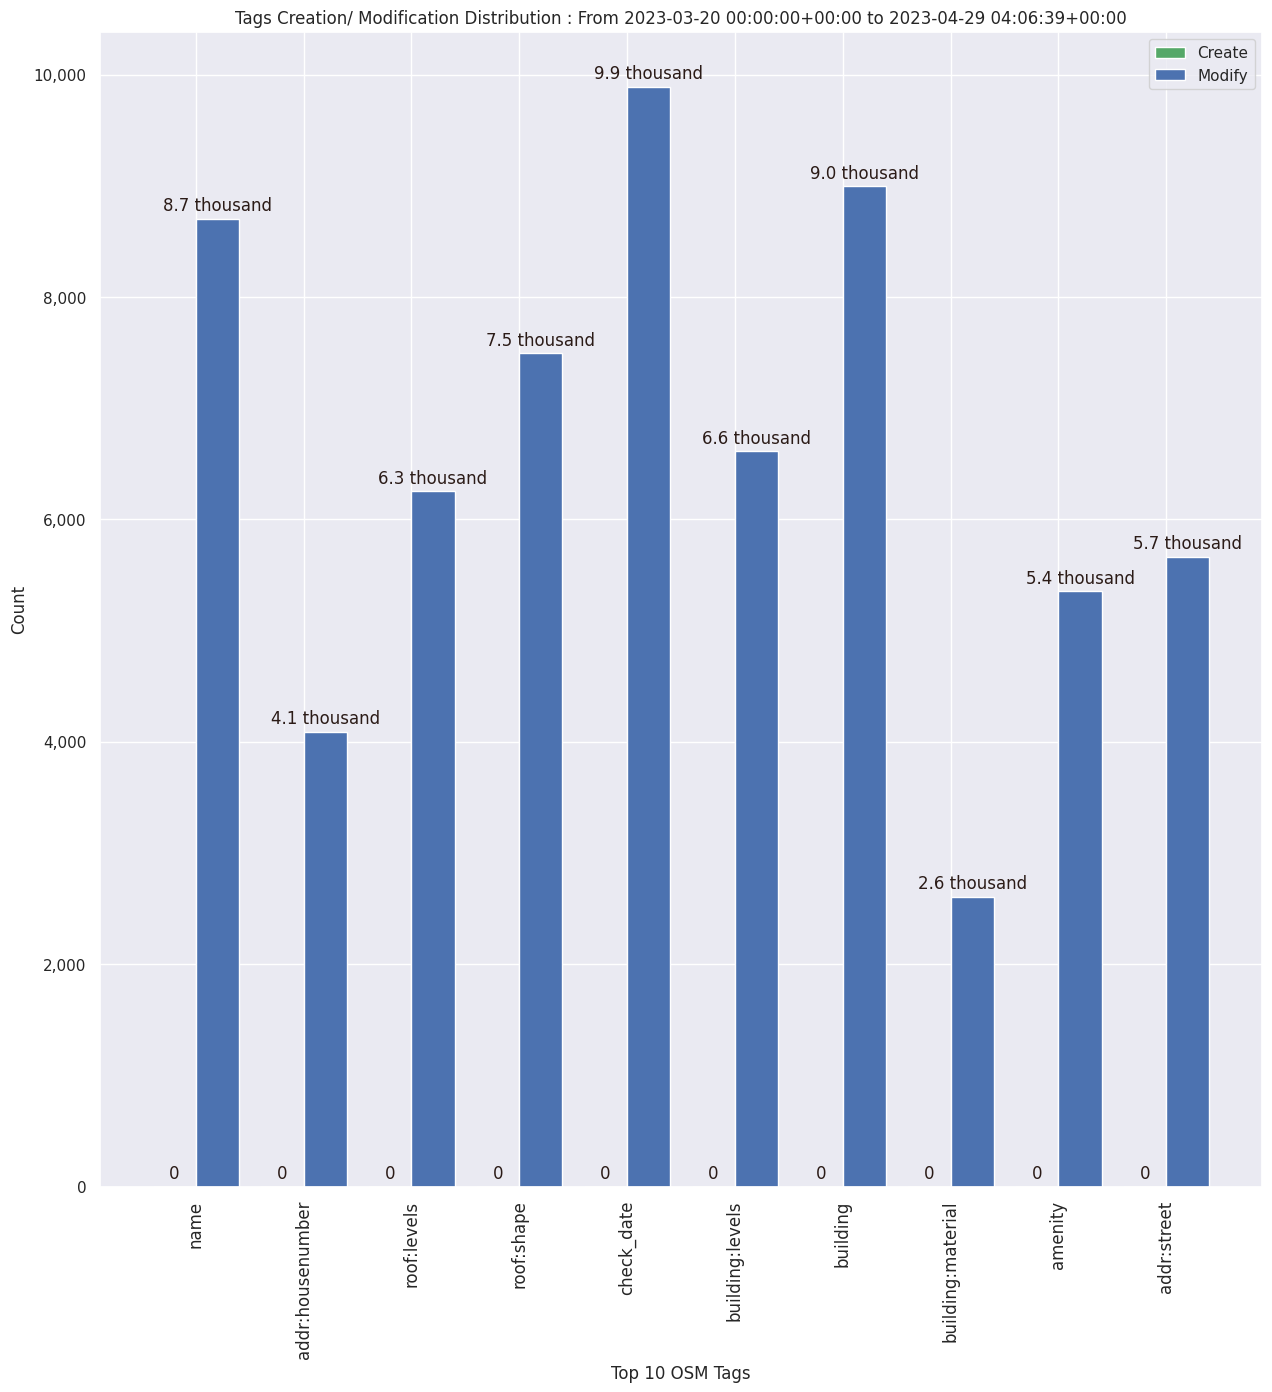 Tags Creation/ Modification Distribution : From 2023-03-20 00:00:00+00:00 to 2023-04-29 04:06:39+00:00
Create
Modify
Count
10,000
8,000
6,000
4,000
2,000
0
8.7 thousand
4.1 thousand
6.3 thousand
7.5 thousand
9.9 thousand
6.6 thousand
9.0 thousand
2.6 thousand
5.4 thousand
5.7 thousand
0
0
0
0
0
0
0
0
0
0
name
addr:housenumber
roof:levels
roof:shape
check_date
building:levels
building
building:material
amenity
addr:street
Top 10 OSM Tags